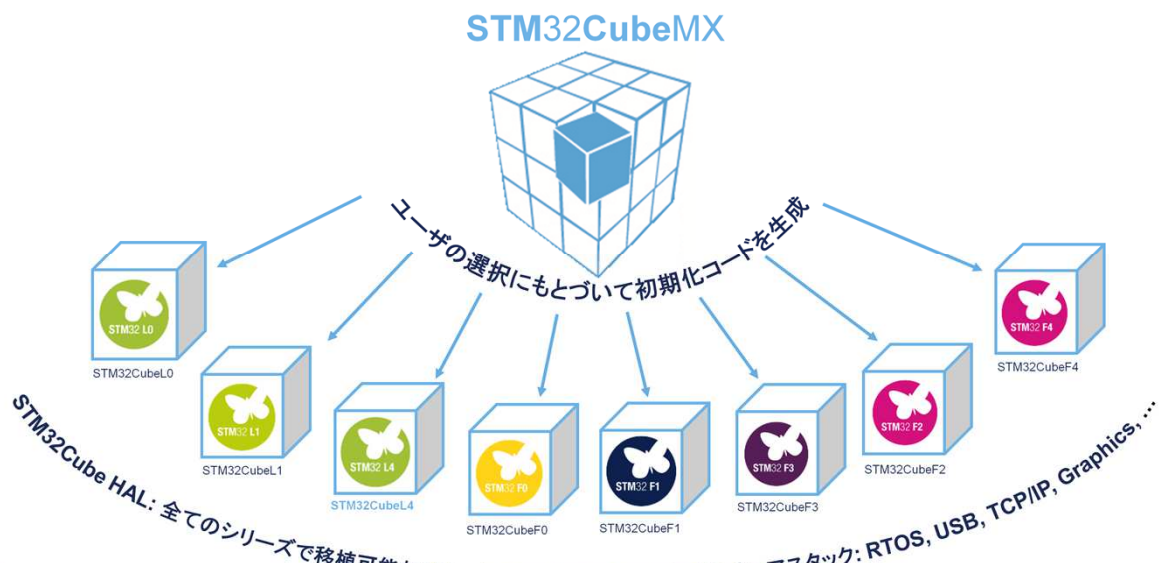 STM32CubeMX
ユーザの選択にもとづいて初期化コードを生成
STM32 L0
STM32CubeL0
STM32 L1
STM32CubeL1
STM32 L4
STM32CubeL4
STM32 F0
STM32CubeF0
STM32 F1
STM32CubeF1
STM32 F3
STM32CubeF3
STM32 F2
STM32CubeF2
STM32 F4
STM32CubeF4
STM32Cube HAL: 全てのシリーズで移植可能
アスタック: RTOS, USB, TCP/IP, Graphics, ...